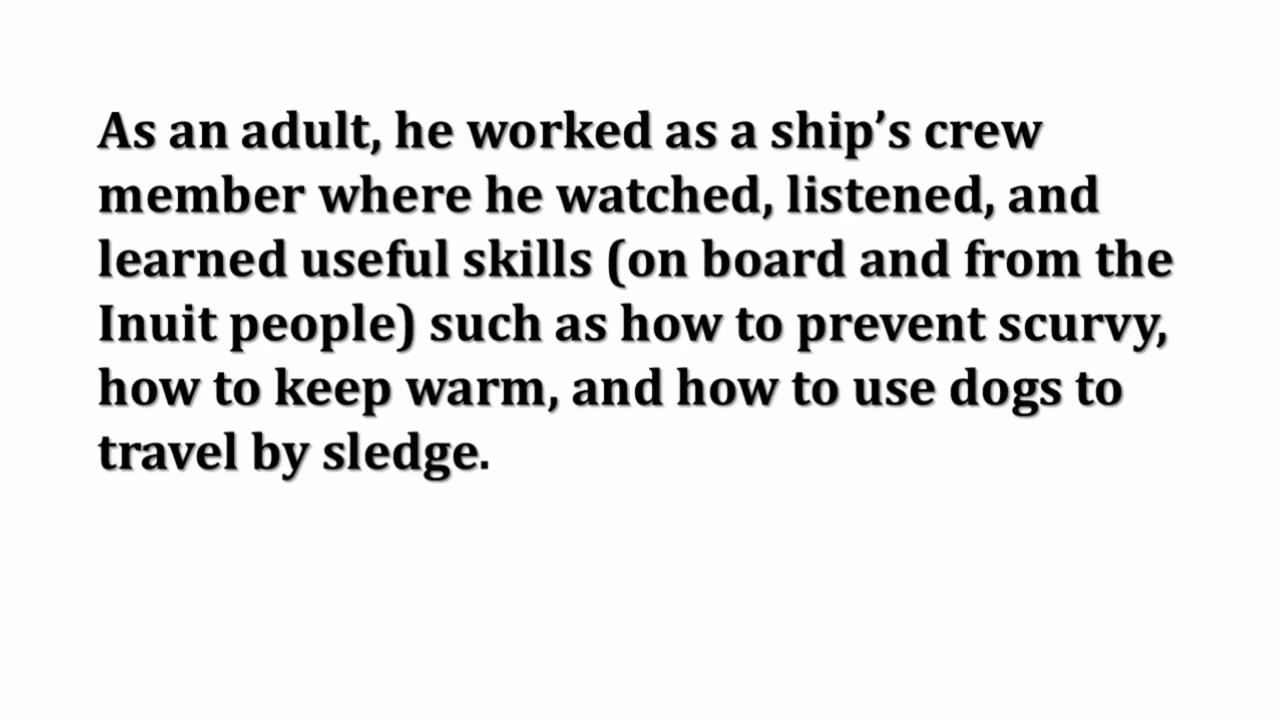 As an adult, he worked as a ship’s crew
member where he watched, listened, and
learned useful skills (on board and from the
Inuit people) such as how to prevent scurvy,
how to keep warm, and how to use dogs to
travel by sledge.